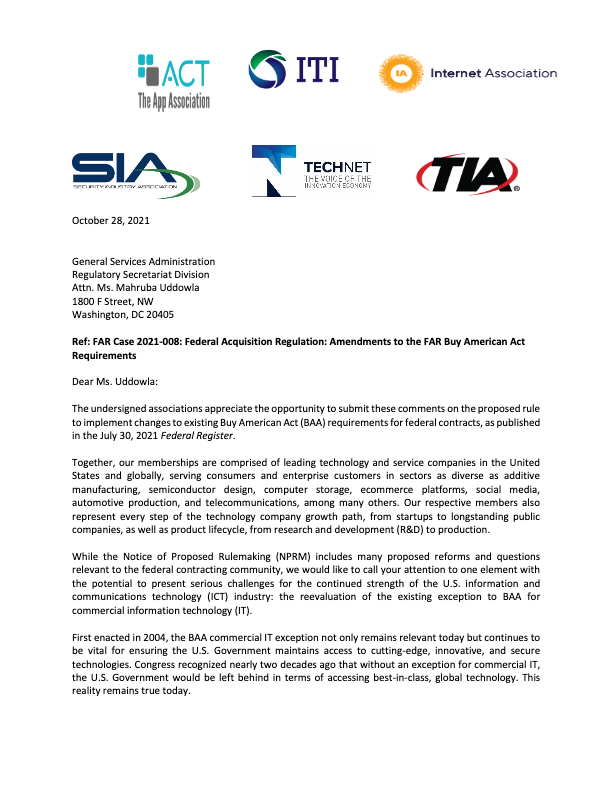 ACT
The App Association
ITI
IA
Internet Association
SIA
SECURITY INDUSTRY ASSOCIATION
TECHNET
THE VOICE OF THE
INNOVATION ECONOMY
TIA®
October 28, 2021
General Services Administration
Regulatory Secretariat Division
Attn. Ms. Mahruba Uddowla
1800 F Street, NW
Washington, DC 20405
Ref: FAR Case 2021-008: Federal Acquisition Regulation: Amendments to the FAR Buy American Act
Requirements
Dear Ms. Uddowla:
The undersigned associations appreciate the opportunity to submit these comments on the proposed rule
to implement changes to existing Buy American Act (BAA) requirements for federal contracts, as published
in the July 30, 2021 Federal Register.
Together, our memberships are comprised of leading technology and service companies in the United
States and globally, serving consumers and enterprise customers in sectors as diverse as additive
manufacturing, semiconductor design, computer storage, ecommerce platforms, social media,
automotive production, and telecommunications, among many others. Our respective members also
represent every step of the technology company growth path, from startups to longstanding public
companies, as well as product lifecycle, from research and development (R&D) to production.
While the Notice of Proposed Rulemaking (NPRM) includes many proposed reforms and questions
relevant to the federal contracting community, we would like to call your attention to one element with
the potential to present serious challenges for the continued strength of the U.S. information and
communications technology (ICT) industry: the reevaluation of the existing exception to BAA for
commercial information technology (IT).
First enacted in 2004, the BAA commercial IT exception not only remains relevant today but continues to
be vital for ensuring the U.S. Government maintains access to cutting-edge, innovative, and secure
technologies. Congress recognized nearly two decades ago that without an exception for commercial IT,
the U.S. Government would be left behind in terms of accessing best-in-class, global technology. This
reality remains true today.